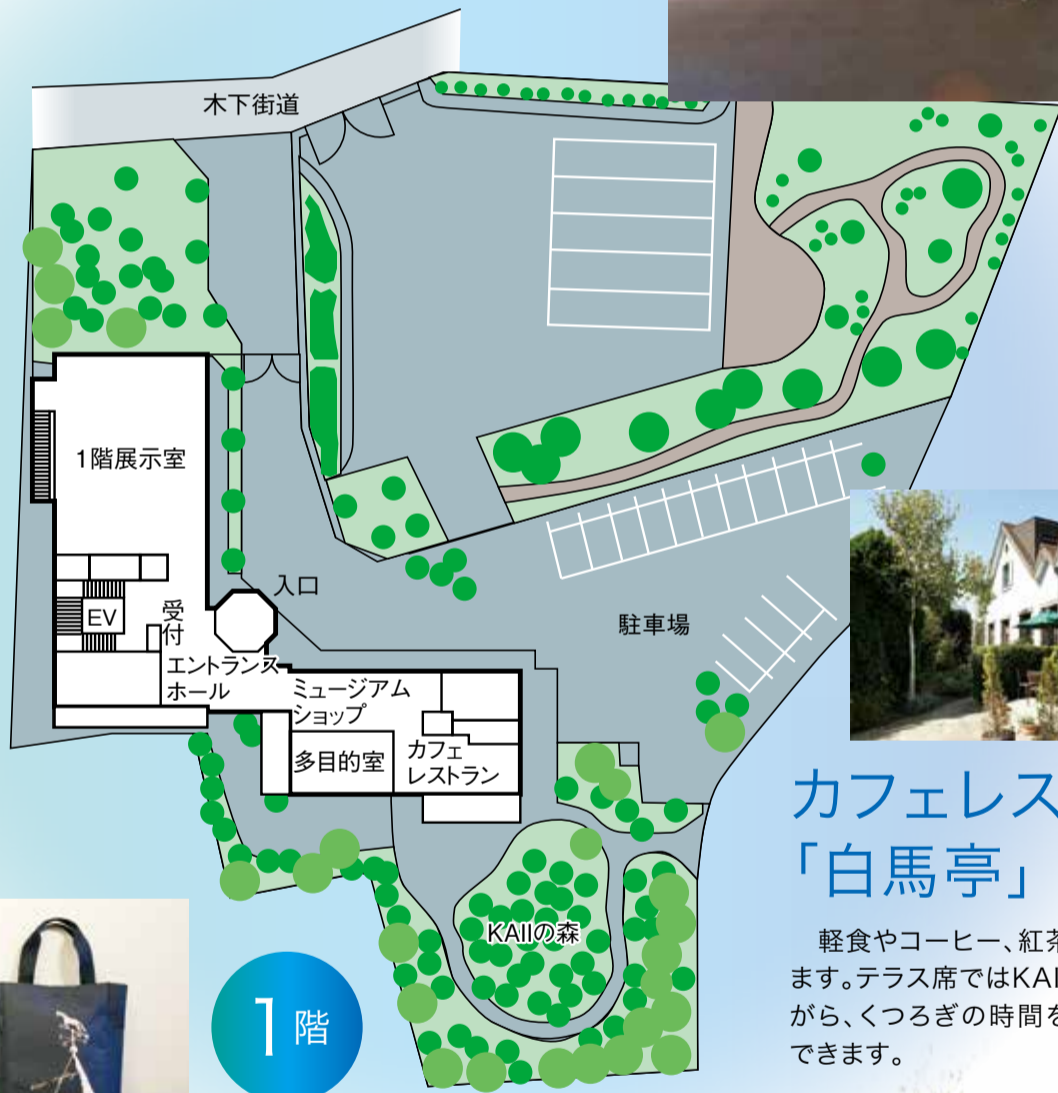 木下街道
1階展示室
入口
EV
受
付
エントランス
ホール
駐車場
ミュージアム
ショップ
多目的室
カフェ
レストラン
KAIIの森
1階
カフェレス
「白馬亭」
軽食やコーヒー、紅茶
ます。テラス席ではKAI
がら、くつろぎの時間を
できます。